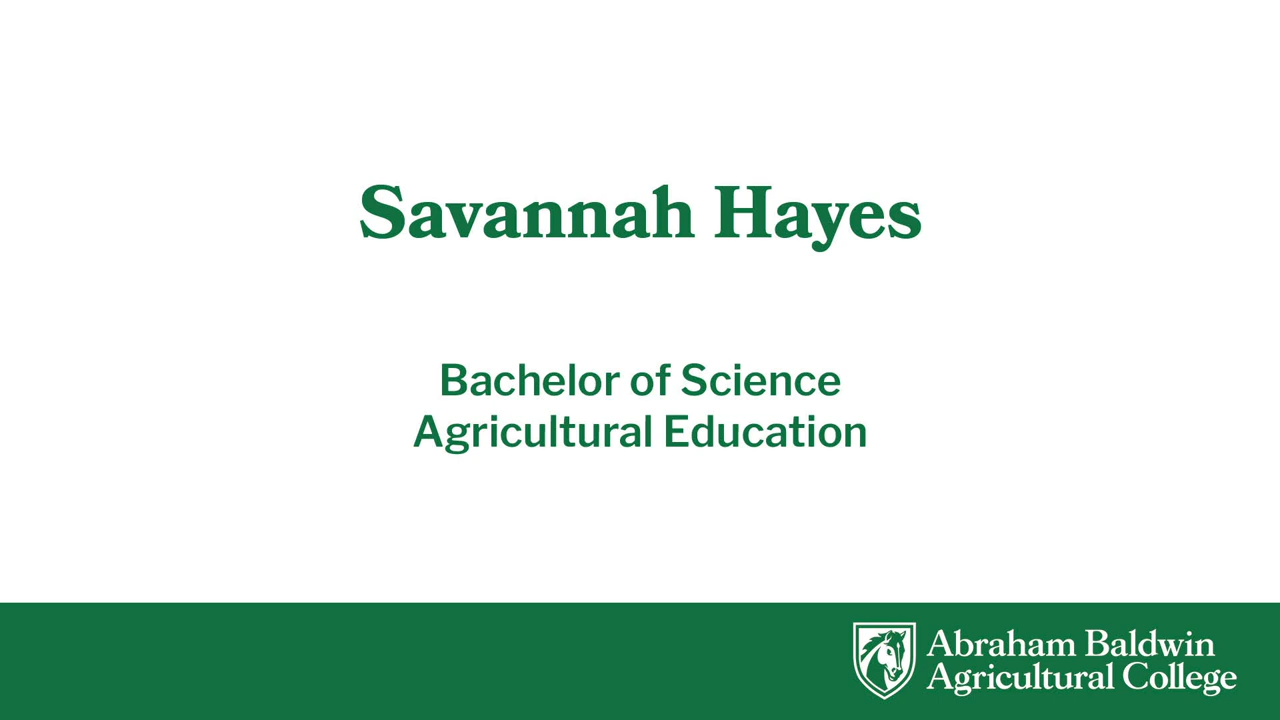 Savannah Hayes
Bachelor of Science
Agricultural Education
Abraham Baldwin
Agricultural College